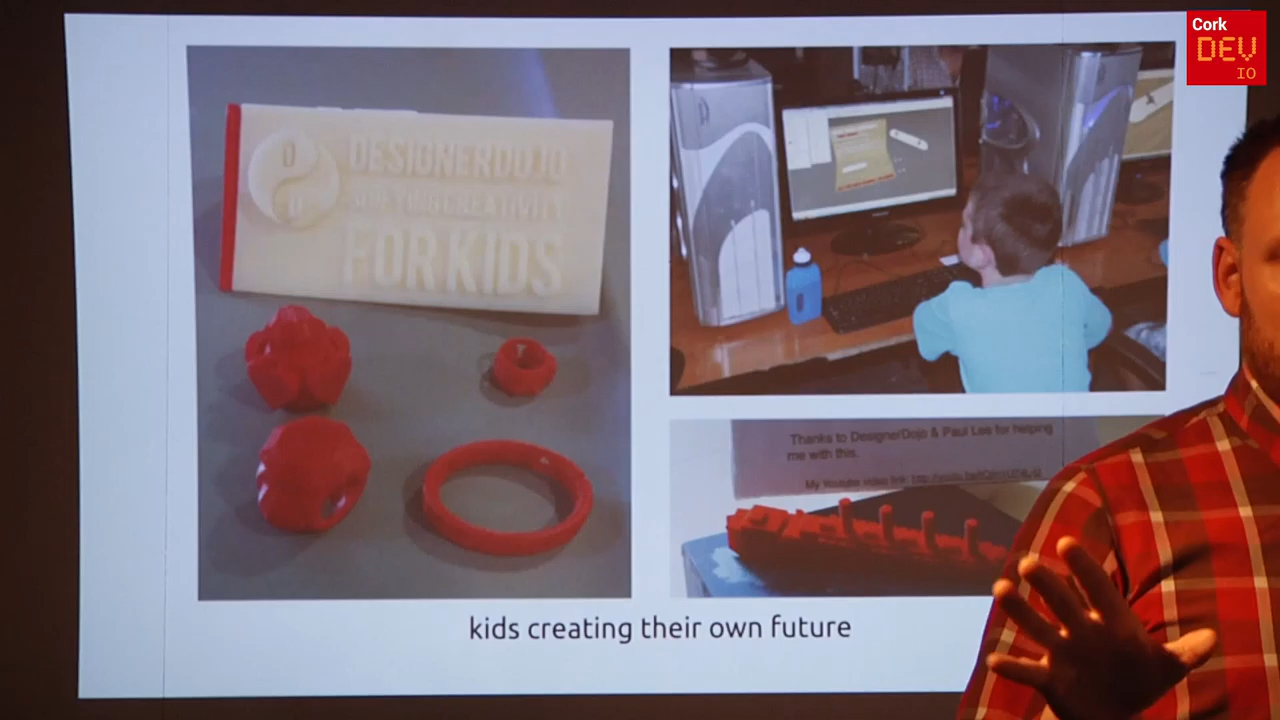 Cork
DEV
IO
D
DESIGNERDOJO
FOR KIDS
Thanks to DesignerDojo & Paul Lee for helping
me with this.
My Youtube video link:
kids creating their own future